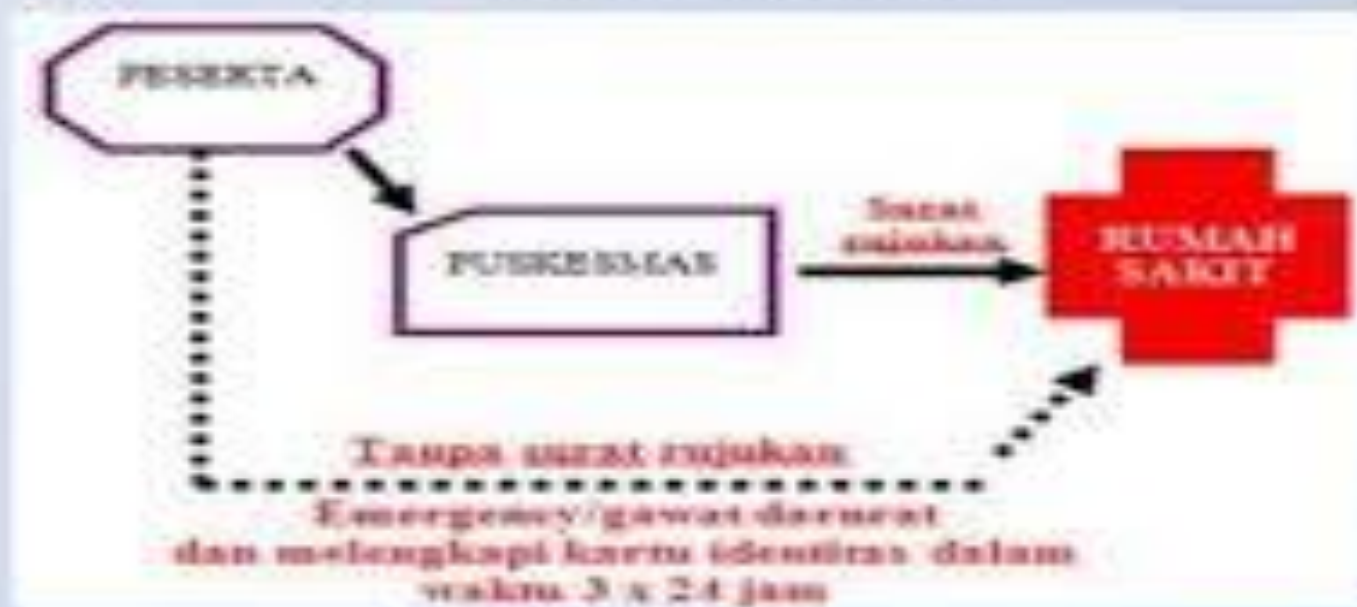 PESERTA
PUSKESMAS
Surat
rujukan
RUMAH
SAKIT
Tanpa surat rujukan
Emergency/gawat darurat
dan melengkapi kartu identitas dalam
waktu 3 x 24 jam